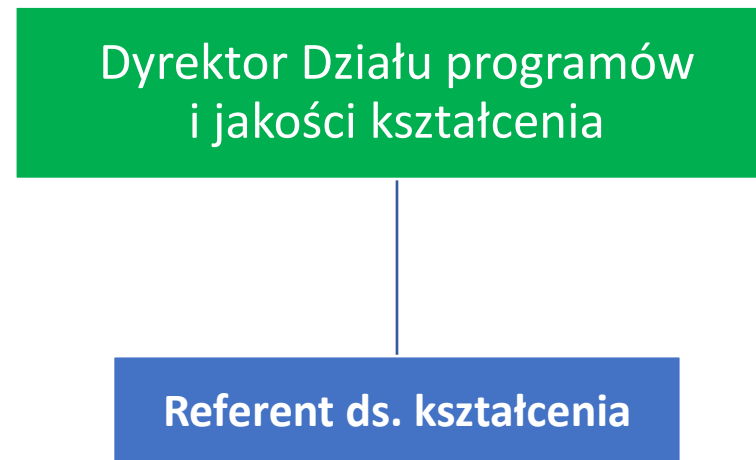 Dyrektor Działu programów
i jakości kształcenia
Referent ds. kształcenia